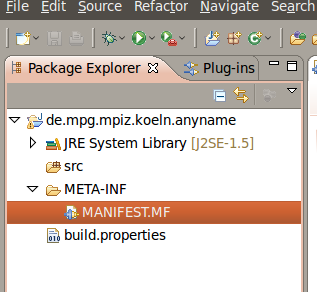 File Edit Source Refactor Navigate Search
Package Explorer Plug-ins
de.mpg.mpiz.koeln.anyname
JRE System Library [J2SE-1.5]
src
META-INF
MANIFEST.MF
build.properties